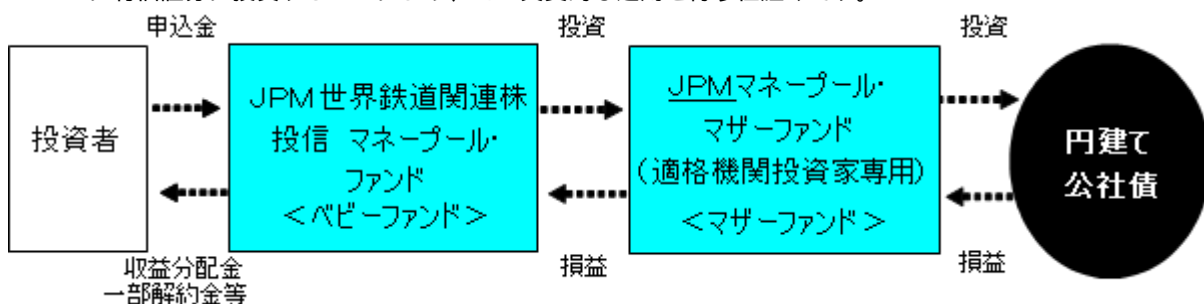 申込金
投資
投資
投資者
JPM世界鉄道関連株
投信 マネープール・
ファンド
<ベビーファンド>
JPMマネープール・
マザーファンド
(適格機関投資家専用)
<マザーファンド>
円建て
公社債
収益分配金
一部解約金等
損益
損益